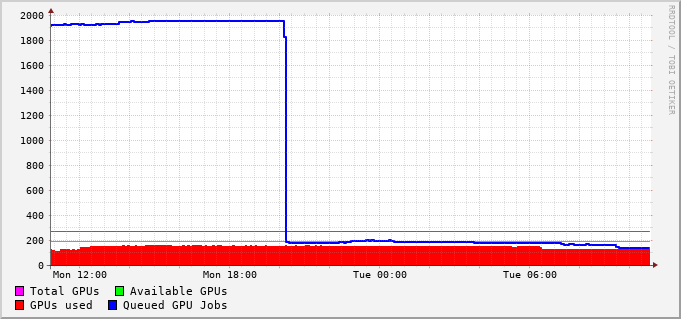 2000
1800
1600
1400
1200
1000
800
600
400
200
0
Mon 12:00 Mon 18:00 Tue 00:00 Tue 06:00
Total GPUs Available GPUs
GPUs used Queued GPU Jobs
RRDTOOL / TOBI OETIKER